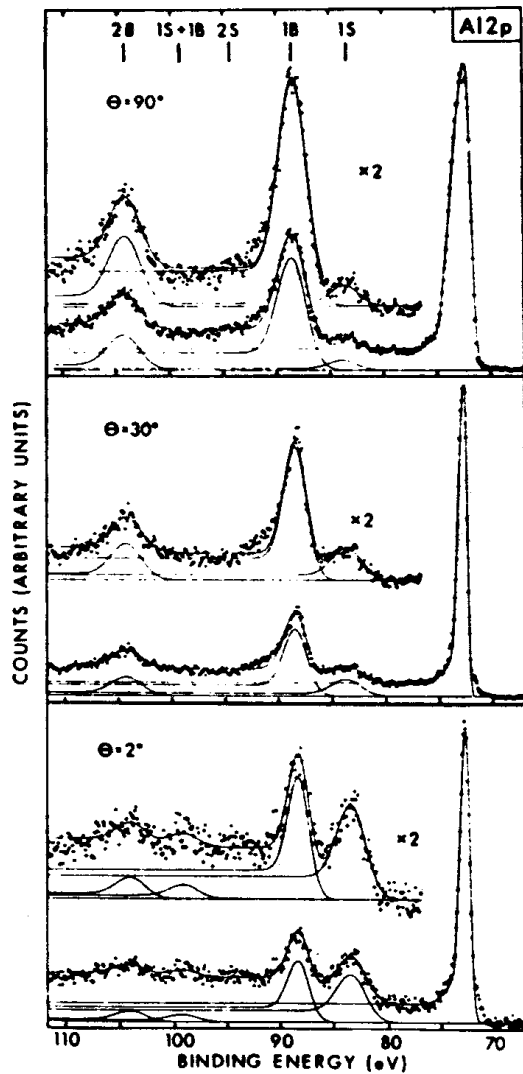 2B 1S+1B 2S 1B 1S Al2p
Θ=90°
×2
Θ=30°
×2
Θ=2°
×2
COUNTS (ARBITRARY UNITS)
110 100 90 80 70
BINDING ENERGY (eV)